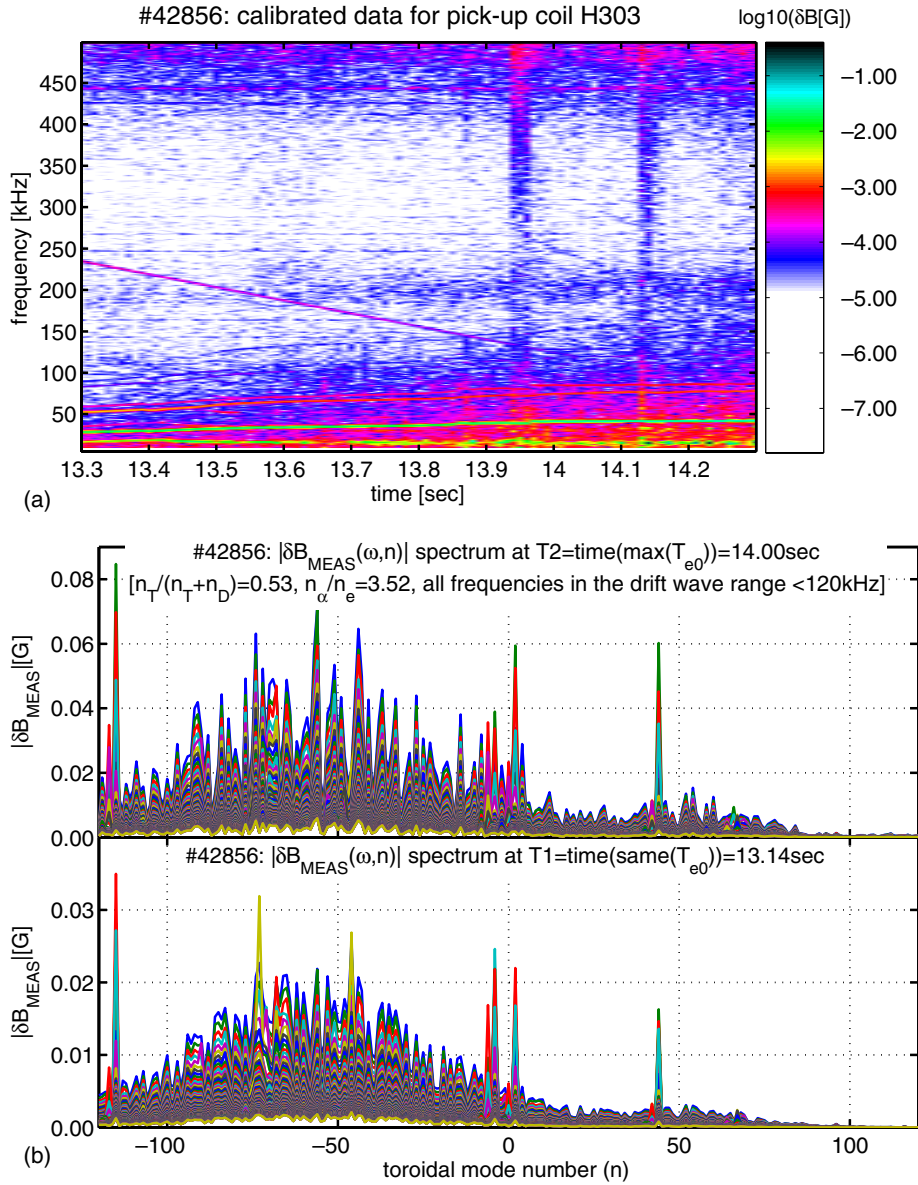 #42856: calibrated data for pick-up coil H303
log10(δB[G])
450
400
350
300
250
200
150
100
50
frequency [kHz]
−1.00
−2.00
−3.00
−4.00
−5.00
−6.00
−7.00
13.3 13.4 13.5 13.6 13.7 13.8 13.9 14 14.1 14.2
time [sec]
(a)
#42856: |δB_MEAS(ω,n)| spectrum at T2=time(max(T_e0))=14.00sec
[n_T/(n_T+n_D)=0.53, n_α/n_e=3.52, all frequencies in the drift wave range <120kHz]
0.08
0.06
0.04
0.02
0.00
|δB_MEAS|[G]
#42856: |δB_MEAS(ω,n)| spectrum at T1=time(same(T_e0))=13.14sec
0.03
0.02
0.01
0.00
|δB_MEAS|[G]
−100 −50 0 50 100
toroidal mode number (n)
(b)